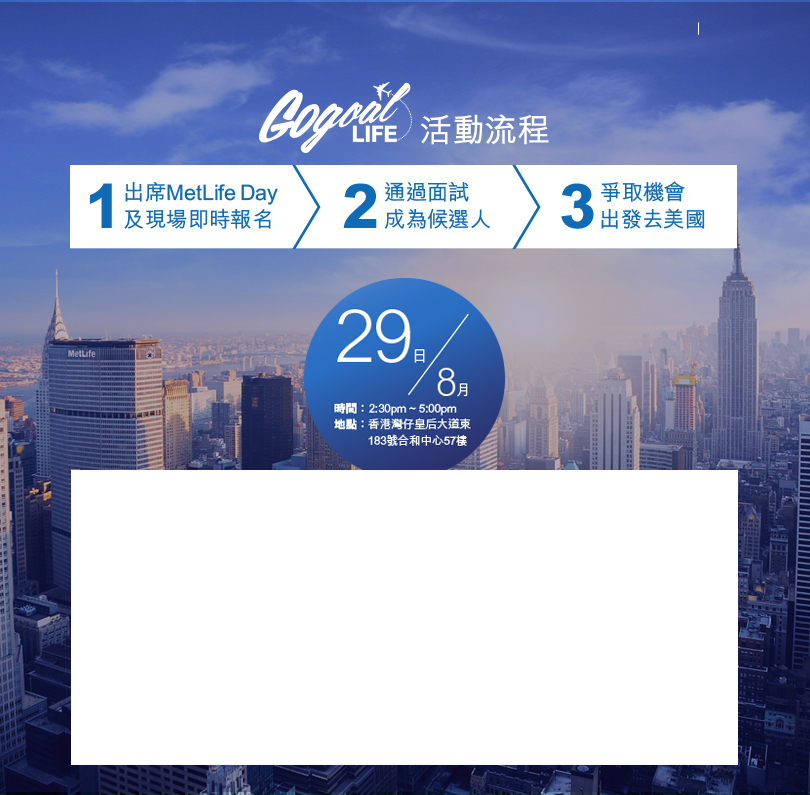 Gogoal
LIFE 活動流程
1 出席MetLife Day
及現場即時報名
2 通過面試
成為候選人
3 爭取機會
出發去美國
MetLife
29日/
8月
時間：2:30pm ~ 5:00pm
地點：香港灣仔皇后大道東
183號合和中心57樓